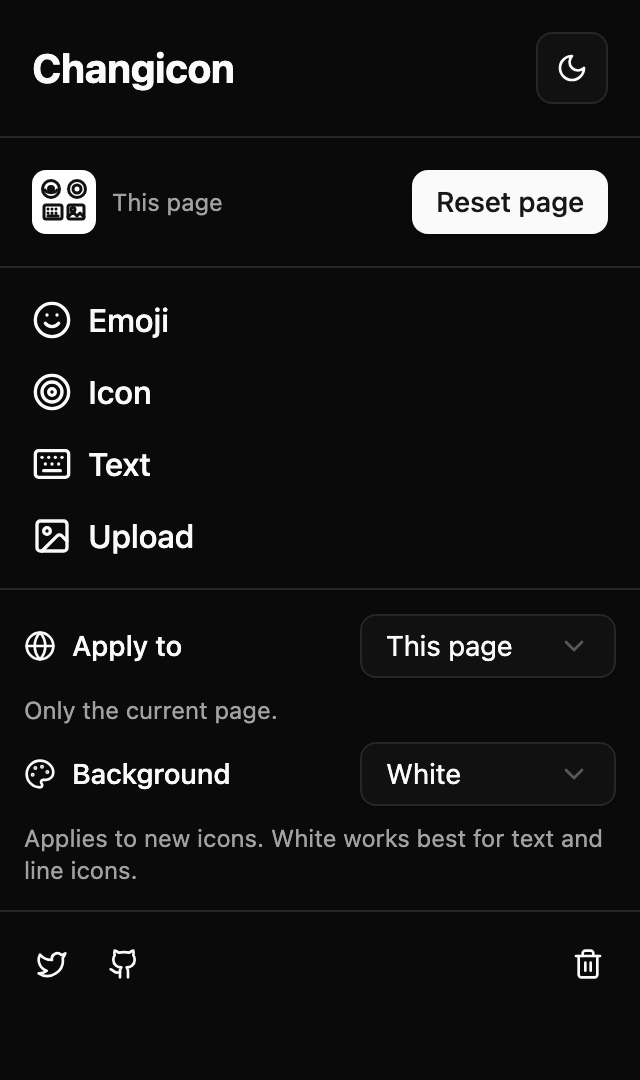 Changicon
This page
Reset page
Emoji
Icon
Text
Upload
Apply to
This page
Only the current page.
Background
White
Applies to new icons. White works best for text and
line icons.